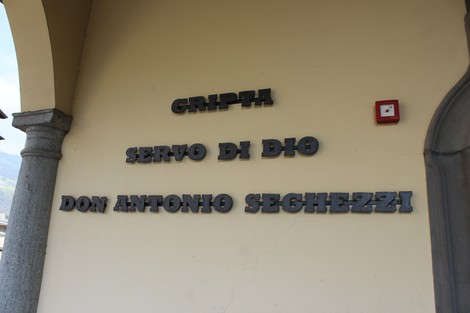 CRIPTA
SERVO DI DIO
DON ANTONIO SEGHEZZI